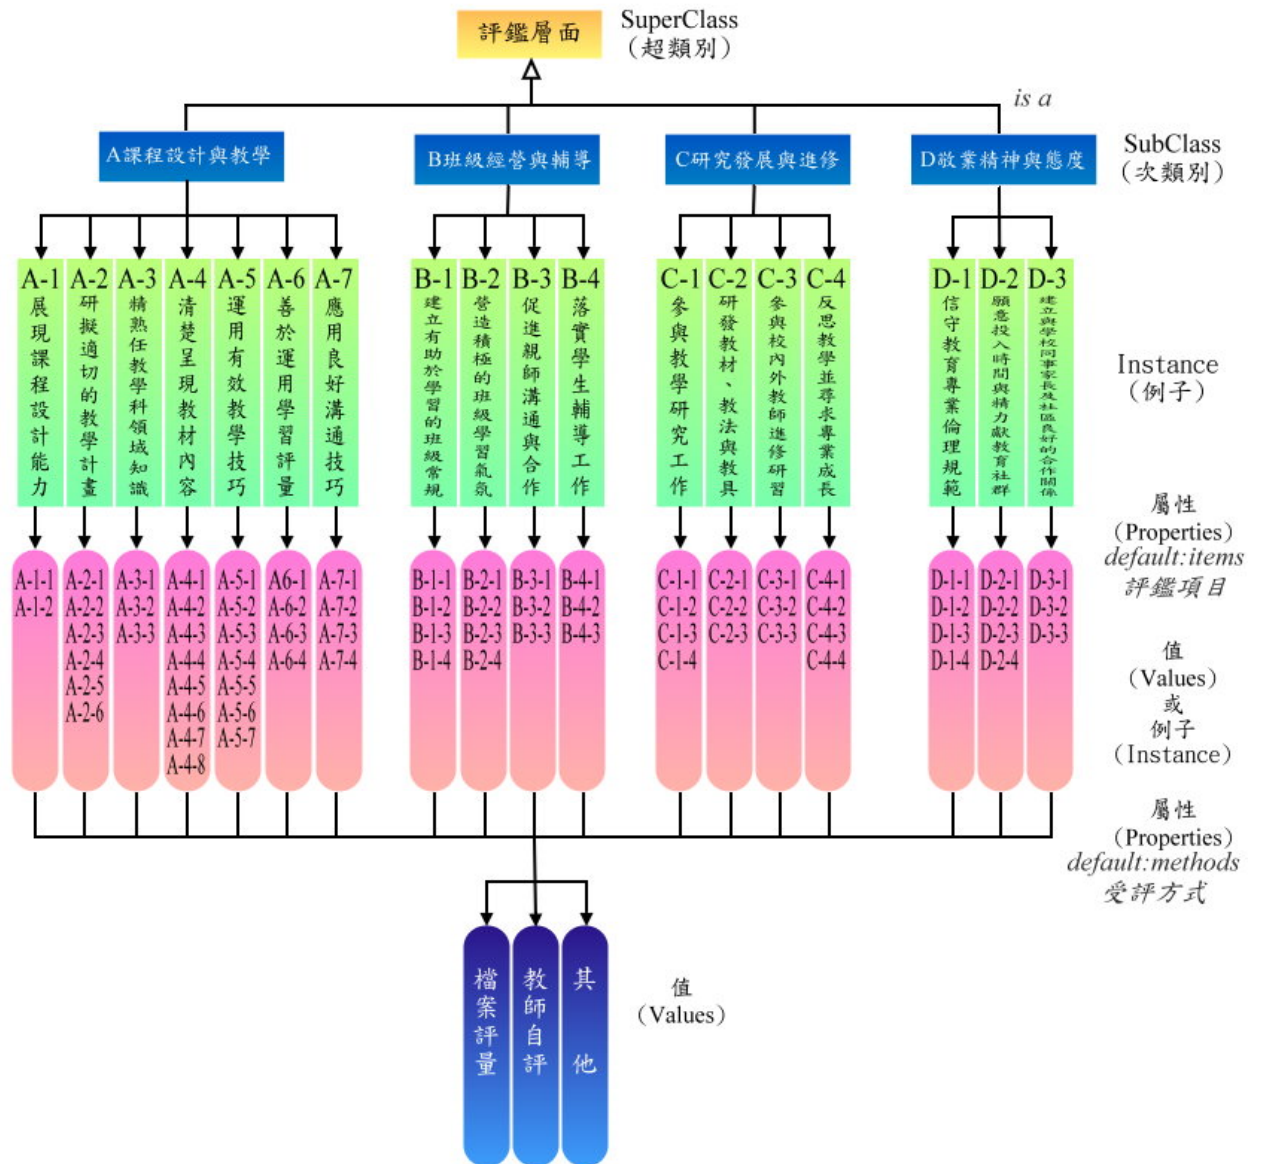 評鑑層面
SuperClass
（超類別）
is a
A課程設計與教學
B班級經營與輔導
C研究發展與進修
D敬業精神與態度
SubClass
（次類別）
A-1
展現課程設計能力
A-2
研擬適切的教學計畫
A-3
精熟任教學科領域知識
A-4
清楚呈現教材內容
A-5
運用有效教學技巧
A-6
善於運用學習評量
A-7
應用良好溝通技巧
B-1
建立有助於學習的班級常規
B-2
營造積極的班級學習氣氛
B-3
促進親師溝通與合作
B-4
落實學生輔導工作
C-1
參與教學研究工作
C-2
研發教材、教法與教具
C-3
參與校內外教師進修研習
C-4
反思教學並尋求專業成長
D-1
信守教育專業倫理規範
D-2
願意投入時間與精力獻教育社群
D-3
建立與學校同事家長及社區良好的合作關係
Instance
（例子）
屬性
（Properties）
default:items
評鑑項目
A-1-1
A-1-2
A-2-1
A-2-2
A-2-3
A-2-4
A-2-5
A-2-6
A-3-1
A-3-2
A-3-3
A-4-1
A-4-2
A-4-3
A-4-4
A-4-5
A-4-6
A-4-7
A-4-8
A-5-1
A-5-2
A-5-3
A-5-4
A-5-5
A-5-6
A-5-7
A6-1
A-6-2
A-6-3
A-6-4
A-7-1
A-7-2
A-7-3
A-7-4
B-1-1
B-1-2
B-1-3
B-1-4
B-2-1
B-2-2
B-2-3
B-2-4
B-3-1
B-3-2
B-3-3
B-4-1
B-4-2
B-4-3
C-1-1
C-1-2
C-1-3
C-1-4
C-2-1
C-2-2
C-2-3
C-3-1
C-3-2
C-3-3
C-4-1
C-4-2
C-4-3
C-4-4
D-1-1
D-1-2
D-1-3
D-1-4
D-2-1
D-2-2
D-2-3
D-2-4
D-3-1
D-3-2
D-3-3
值
（Values）
或
例子
（Instance）
屬性
（Properties）
default:methods
受評方式
檔案評量
教師自評
其他
值
（Values）